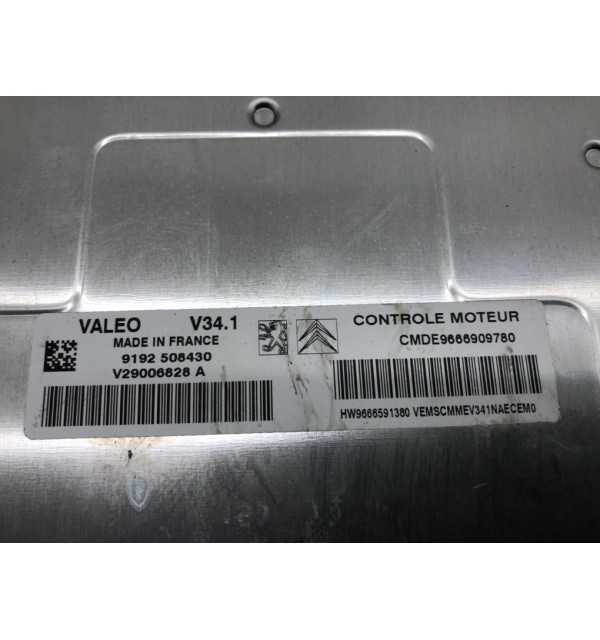 VALEO V34.1
MADE IN FRANCE
9192 508430
V29006828 A
CONTROLE MOTEUR
CMDE9666909780
HW9666591380 VEMSCMMEV341NAECEM0